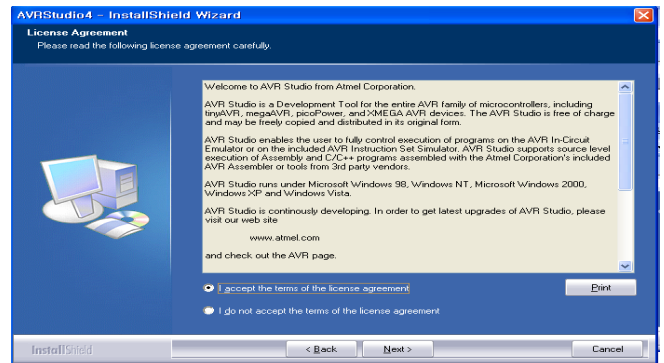 AVRStudio4 - InstallShield Wizard
License Agreement
Please read the following license agreement carefully.
Welcome to AVR Studio from Atmel Corporation.
AVR Studio is a Development Tool for the entire AVR family of microcontrollers, including
tinyAVR, megaAVR, picoPower, and XMEGA AVR devices. The AVR Studio is free of charge
and may be freely copied and distributed in its original form.
AVR Studio enables the user to fully control execution of programs on the AVR In-Circuit
Emulator or on the included AVR Instruction Set Simulator. AVR Studio supports source level
execution of Assembly and C/C++ programs assembled with the Atmel Corporation's included
AVR Assembler or tools from 3rd party vendors.
AVR Studio runs under Microsoft Windows 98, Windows NT, Microsoft Windows 2000,
Windows XP and Windows Vista.
AVR Studio is continously developing. In order to get latest upgrades of AVR Studio, please
visit our web site
www.atmel.com
and check out the AVR page.
I accept the terms of the license agreement
Print
I do not accept the terms of the license agreement
InstallShield
< Back
Next >
Cancel